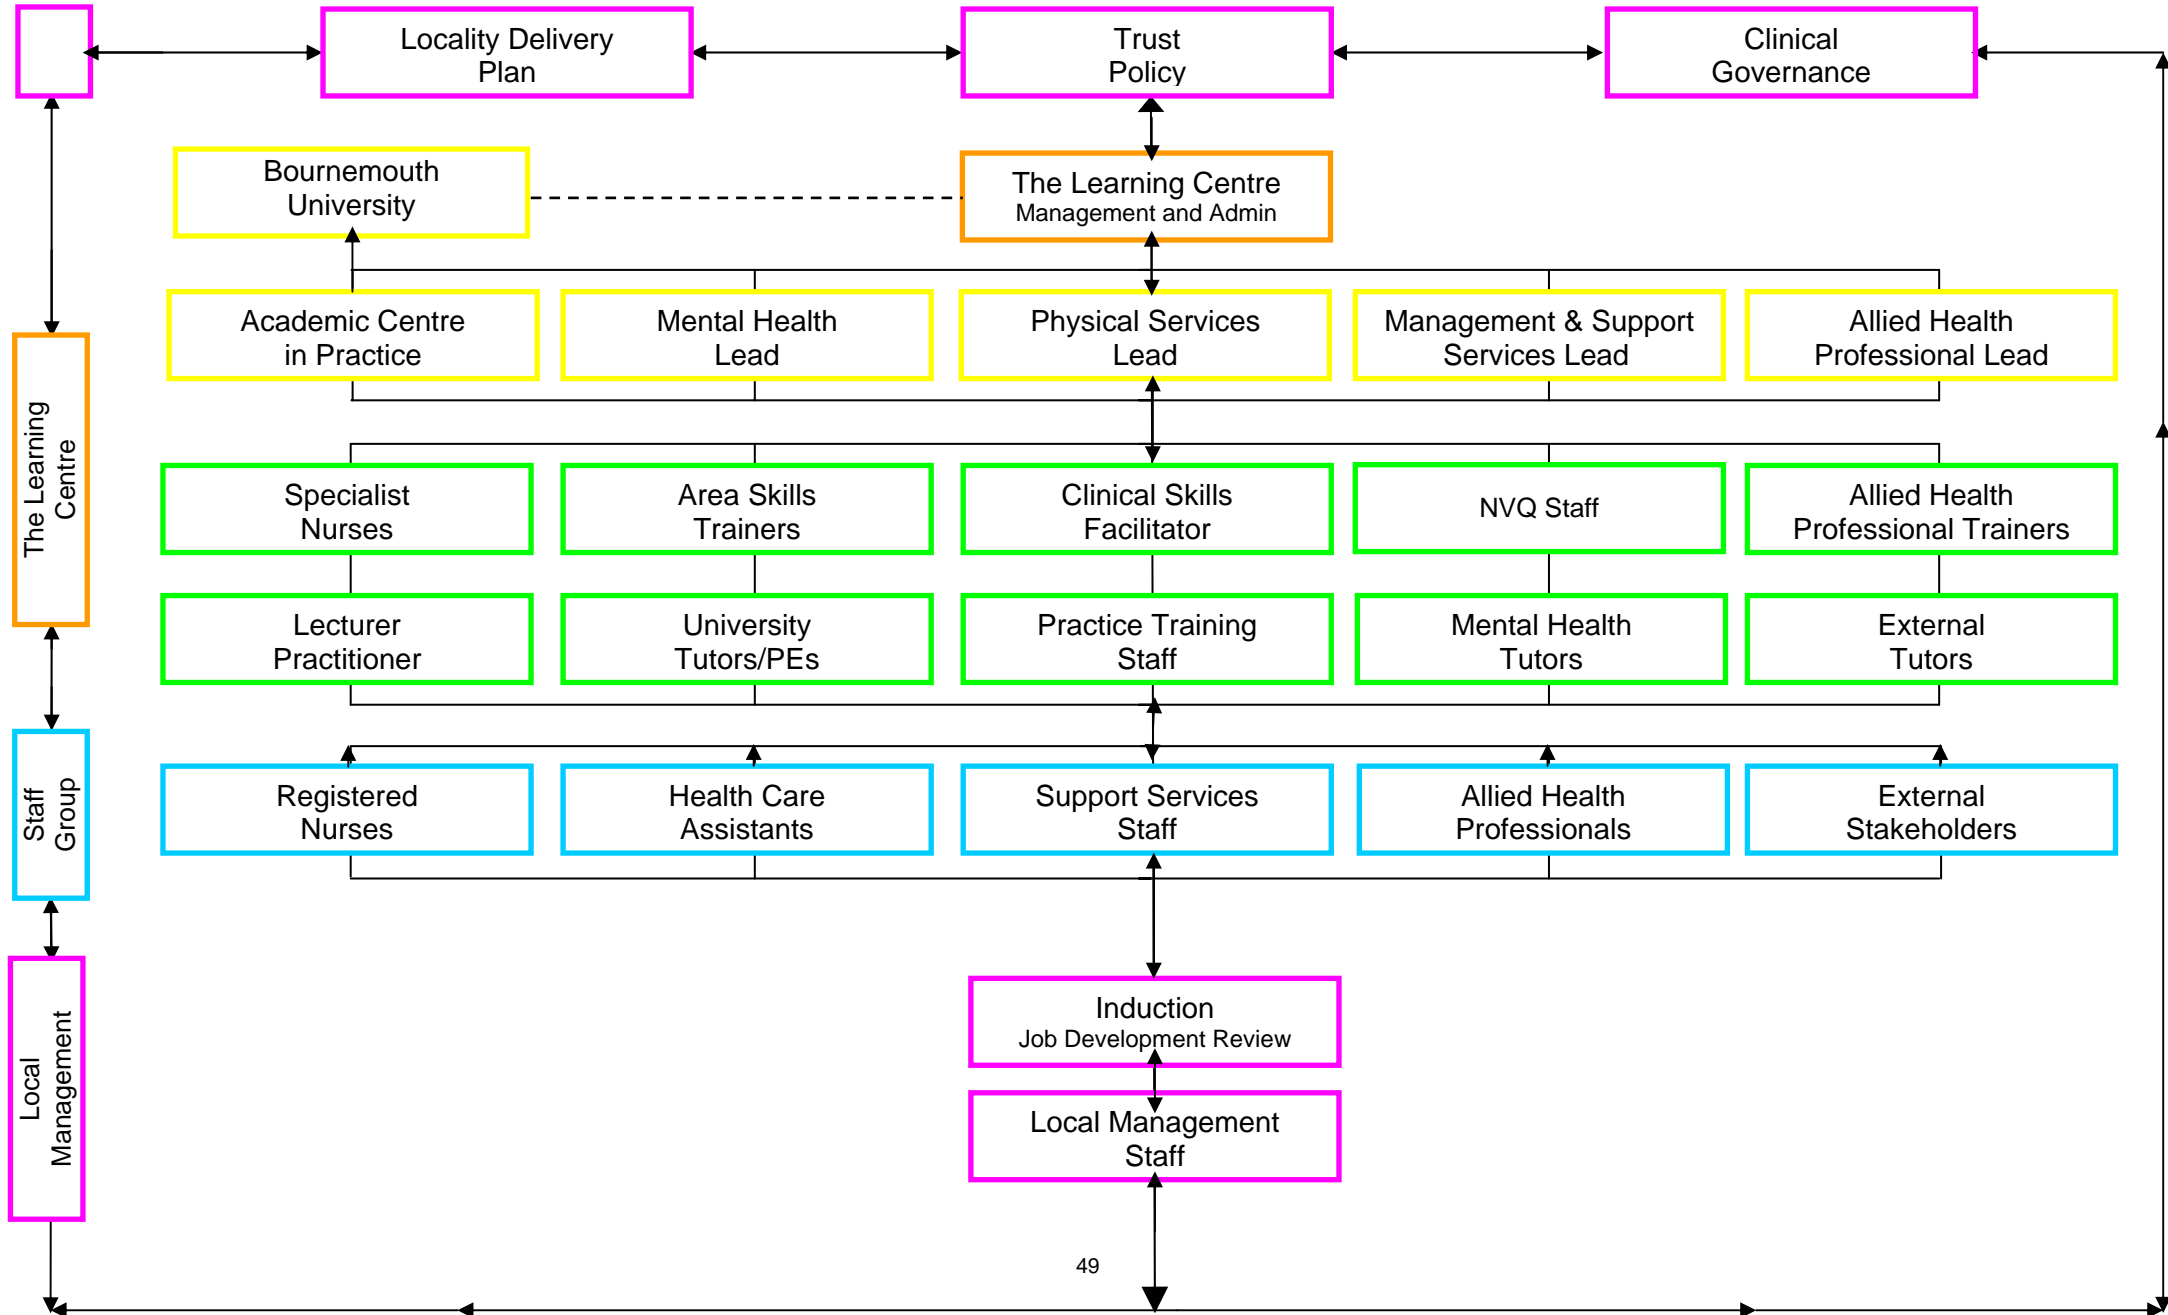 Locality Delivery
Plan
Trust
Policy
Clinical
Governance
Bournemouth
University
The Learning Centre
Management and Admin
Academic Centre
in Practice
Mental Health
Lead
Physical Services
Lead
Management & Support
Services Lead
Allied Health
Professional Lead
The Learning
Centre
Specialist
Nurses
Area Skills
Trainers
Clinical Skills
Facilitator
NVQ Staff
Allied Health
Professional Trainers
Lecturer
Practitioner
University
Tutors/PEs
Practice Training
Staff
Mental Health
Tutors
External
Tutors
Staff
Group
Registered
Nurses
Health Care
Assistants
Support Services
Staff
Allied Health
Professionals
External
Stakeholders
Local
Management
Induction
Job Development Review
Local Management
Staff
49